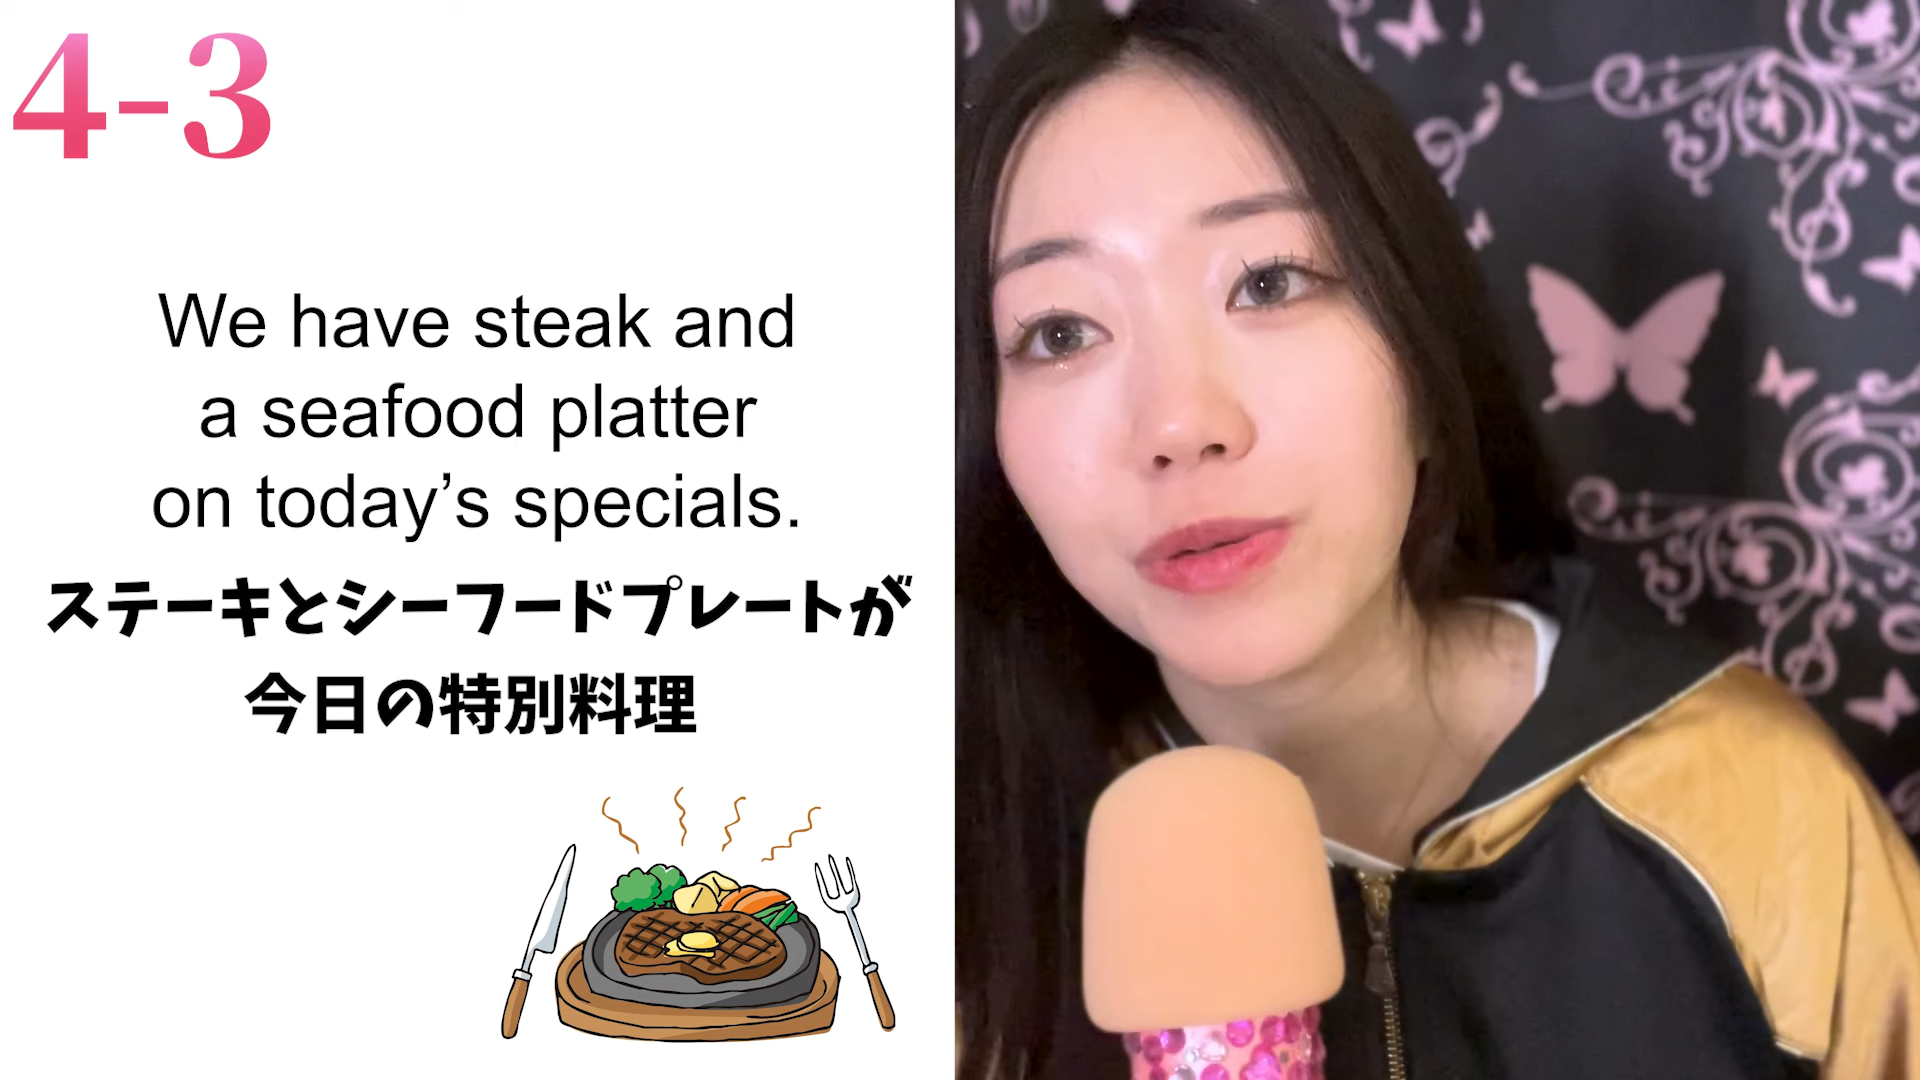 4-3
We have steak and
a seafood platter
on today’s specials.
ステーキとシーフードプレートが
今日の特別料理